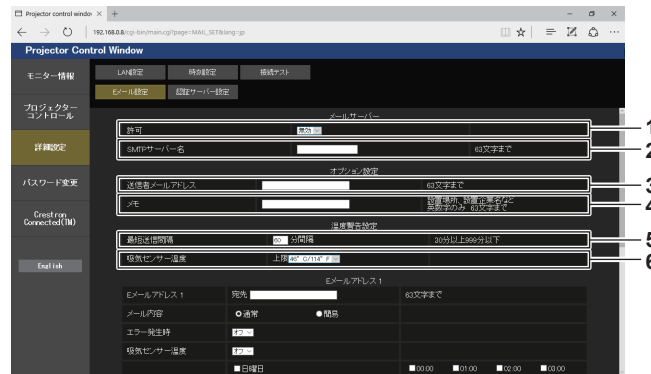 Projector control windo
192.168.0.8/cgi-bin/main.cgi?page=MAIL_SET&lang=jp
Projector Control Window
モニター情報
プロジェクター
コントロール
詳細設定
パスワード変更
Crestron
Connected(TM)
English
LAN設定 時刻設定 接続テスト
Eメール設定 認証サーバー設定
メールサーバー
許可 無効 1
SMTPサーバー名 63文字まで 2
オプション設定
送信者メールアドレス 63文字まで 3
メモ 設置場所、設置企業名など
英数字のみ 63文字まで 4
温度警告設定
最短送信間隔 60 分間隔 30分以上999分以下 5
吸気センサー温度 上限 46°C/114°F 6
Eメールアドレス 1
Eメールアドレス 1 宛先 63文字まで
メール内容 通常 簡易
エラー発生時 オフ
吸気センサー温度 オフ
日曜日 00:00 01:00 02:00 03:00